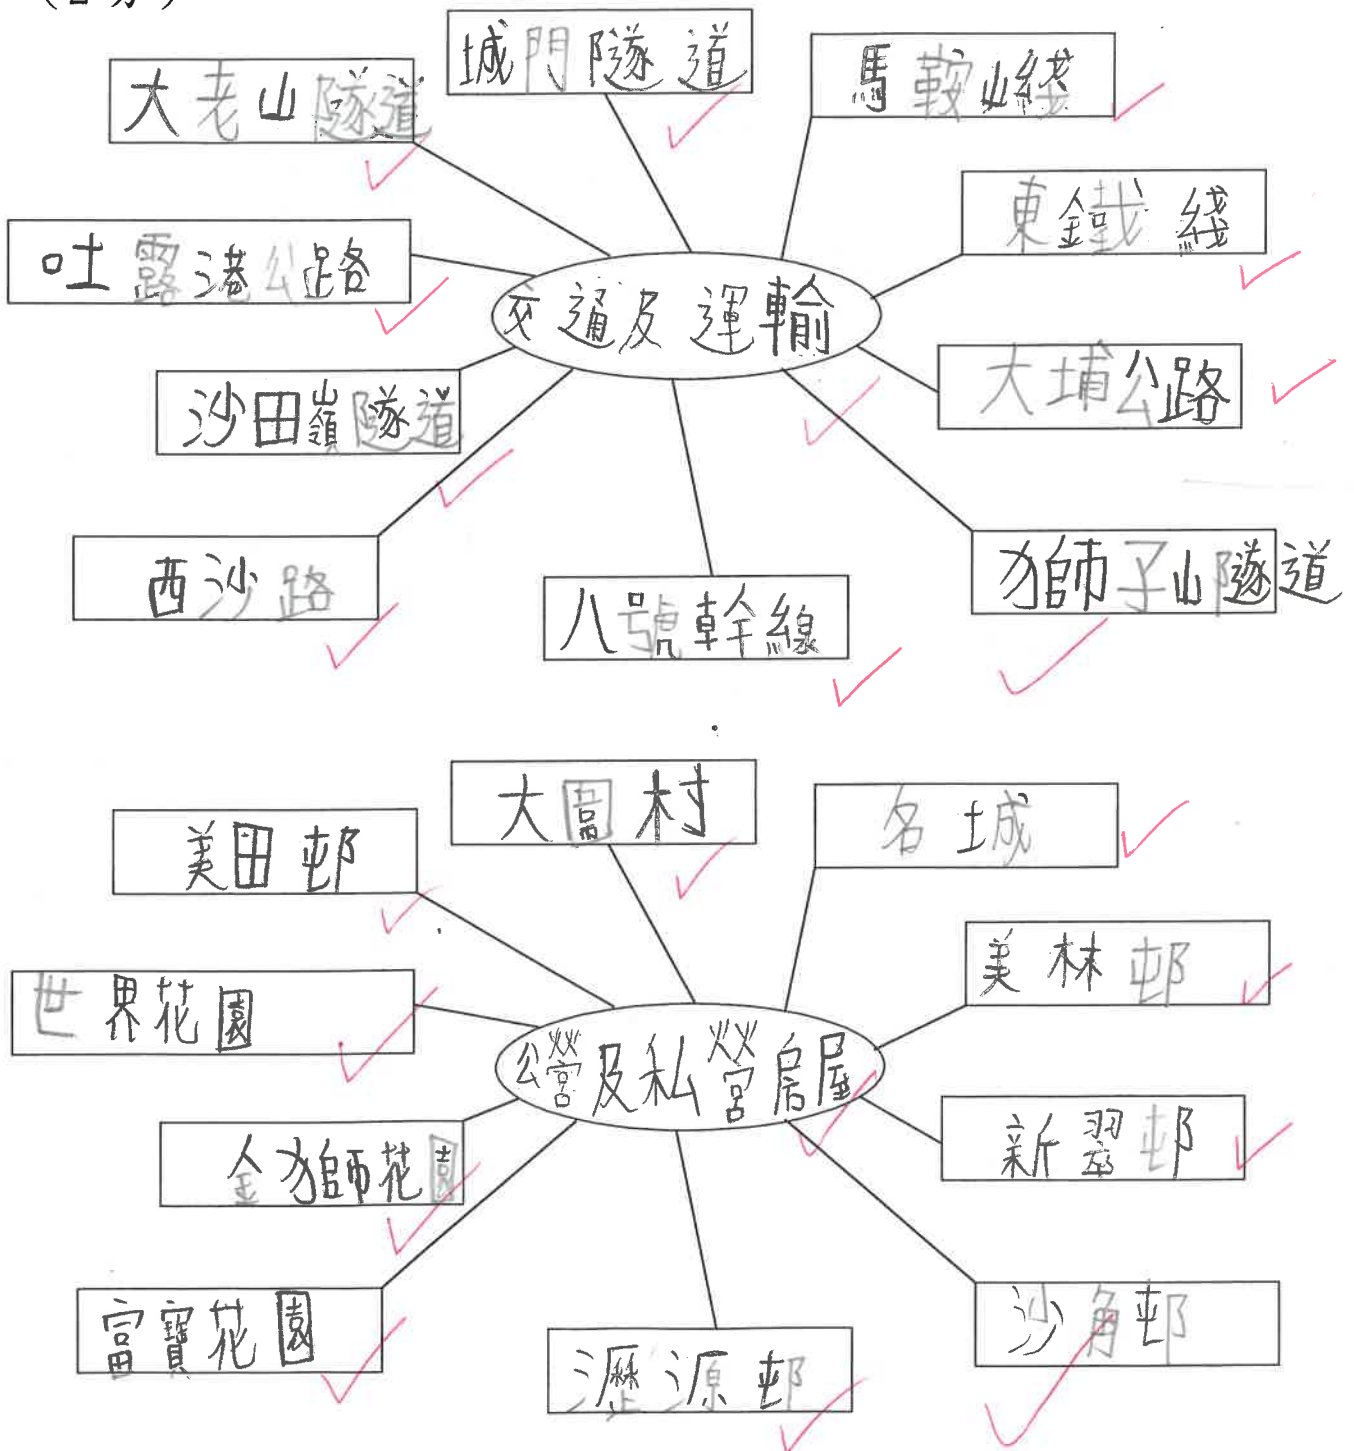 城門隧道
馬鞍山綫
大老山隧道
東鐵綫
吐露港公路
交通及運輸
大埔公路
沙田嶺隧道
西沙路
八號幹線
獅子山隧道
大圍村
名城
美田邨
美林邨
世界花園
公營及私營房屋
新翠邨
金獅花園
沙角邨
富寶花園
瀝源邨